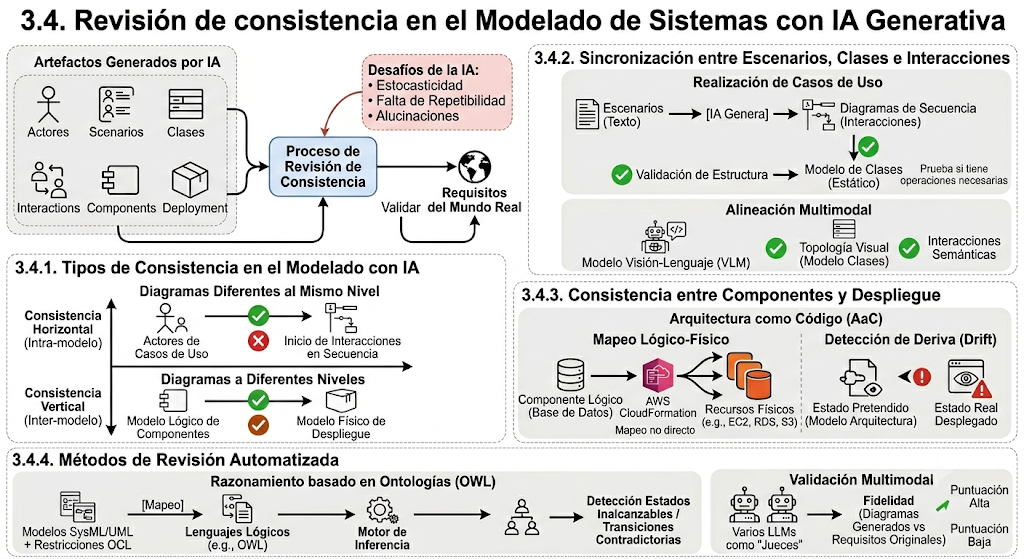 3.4. Revisión de consistencia en el Modelado de Sistemas con IA Generativa
Artefactos Generados por IA
Actores
Scenarios
Clases
Interactions
Components
Deployment
Desafíos de la IA:
• Estocasticidad
• Falta de Repetibilidad
• Alucinaciones
Proceso de
Revisión de
Consistencia
Validar
Requisitos
del Mundo Real
3.4.1. Tipos de Consistencia en el Modelado con IA
Diagramas Diferentes al Mismo Nivel
Consistencia
Horizontal
(Intra-modelo)
Actores de
Casos de Uso
Inicio de Interacciones
en Secuencia
Diagramas a Diferentes Niveles
Consistencia
Vertical
(Inter-modelo)
Modelo Lógico de
Componentes
Modelo Físico de
Despliegue
3.4.2. Sincronización entre Escenarios, Clases e Interacciones
Realización de Casos de Uso
Escenarios
(Texto)
[IA Genera]
Diagramas de Secuencia
(Interacciones)
Validación de Estructura
Modelo de Clases
(Estático)
Prueba si tiene
operaciones necesarias
Alineación Multimodal
Modelo Visión-Lenguaje (VLM)
Topología Visual
(Modelo Clases)
Interacciones
Semánticas
3.4.3. Consistencia entre Componentes y Despliegue
Arquitectura como Código (AaC)
Mapeo Lógico-Físico
Componente Lógico
(Base de Datos)
AWS
CloudFormation
Mapeo no directo
Recursos Físicos
(e.g., EC2, RDS, S3)
Detección de Deriva (Drift)
Estado Pretendido
(Modelo Arquitectura)
Estado Real
Desplegado
3.4.4. Métodos de Revisión Automatizada
Razonamiento basado en Ontologías (OWL)
Modelos SysML/UML
+ Restricciones OCL
[Mapeo]
Lenguajes Lógicos
(e.g., OWL)
Motor de
Inferencia
Detección Estados
Inalcanzables /
Transiciones
Contradictorias
Validación Multimodal
Varios LLMs
como "Jueces"
Fidelidad
(Diagramas
Generados vs
Requisitos Originales)
Puntuación
Alta
Puntuación
Baja